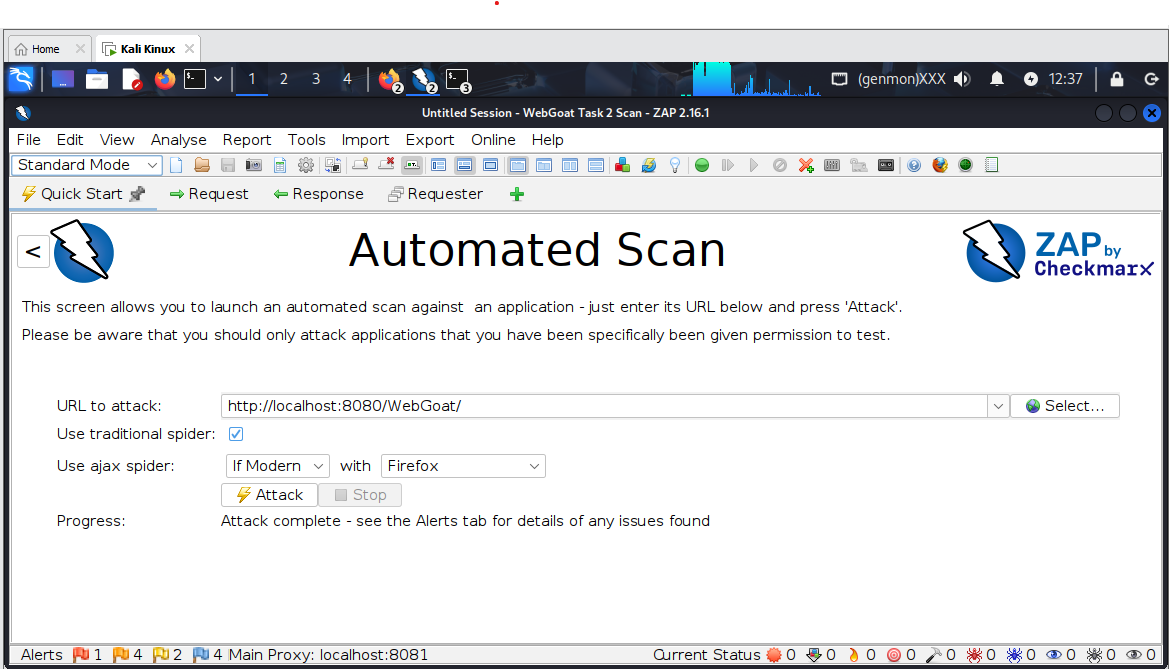 Home
Kali Kinux
1 2 3 4 2 2 3 (genmon)XXX 12:37
Untitled Session - WebGoat Task 2 Scan - ZAP 2.16.1
File Edit View Analyse Report Tools Import Export Online Help
Standard Mode
Quick Start Request Response Requester
< Automated Scan ZAP by Checkmarx
This screen allows you to launch an automated scan against  an application - just enter its URL below and press 'Attack'.
Please be aware that you should only attack applications that you have been specifically been given permission to test.
URL to attack: http://localhost:8080/WebGoat/ Select...
Use traditional spider:
Use ajax spider: If Modern with Firefox
Attack Stop
Progress: Attack complete - see the Alerts tab for details of any issues found
Alerts 1 4 2 4 Main Proxy: localhost:8081 Current Status 0 0 0 0 0 0 0 0 0 0